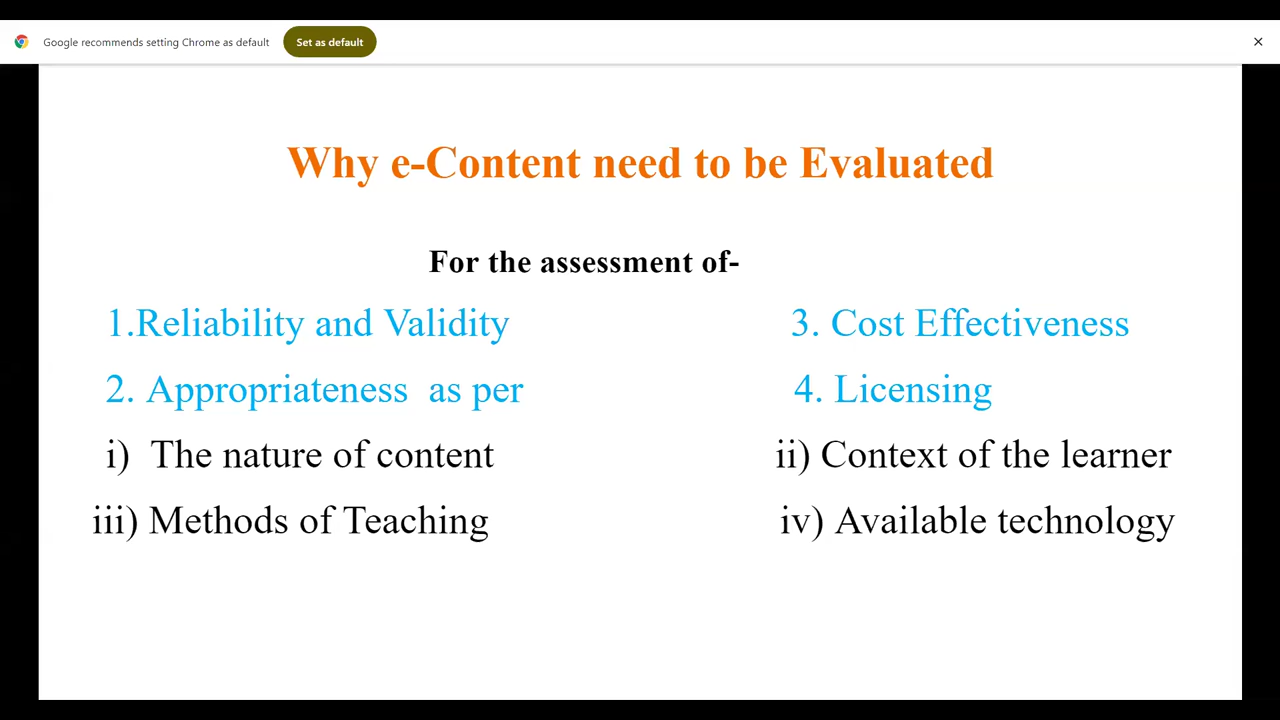 Google recommends setting Chrome as default Set as default
Why e-Content need to be Evaluated
For the assessment of-
1.Reliability and Validity 3. Cost Effectiveness
2. Appropriateness as per 4. Licensing
i) The nature of content ii) Context of the learner
iii) Methods of Teaching iv) Available technology